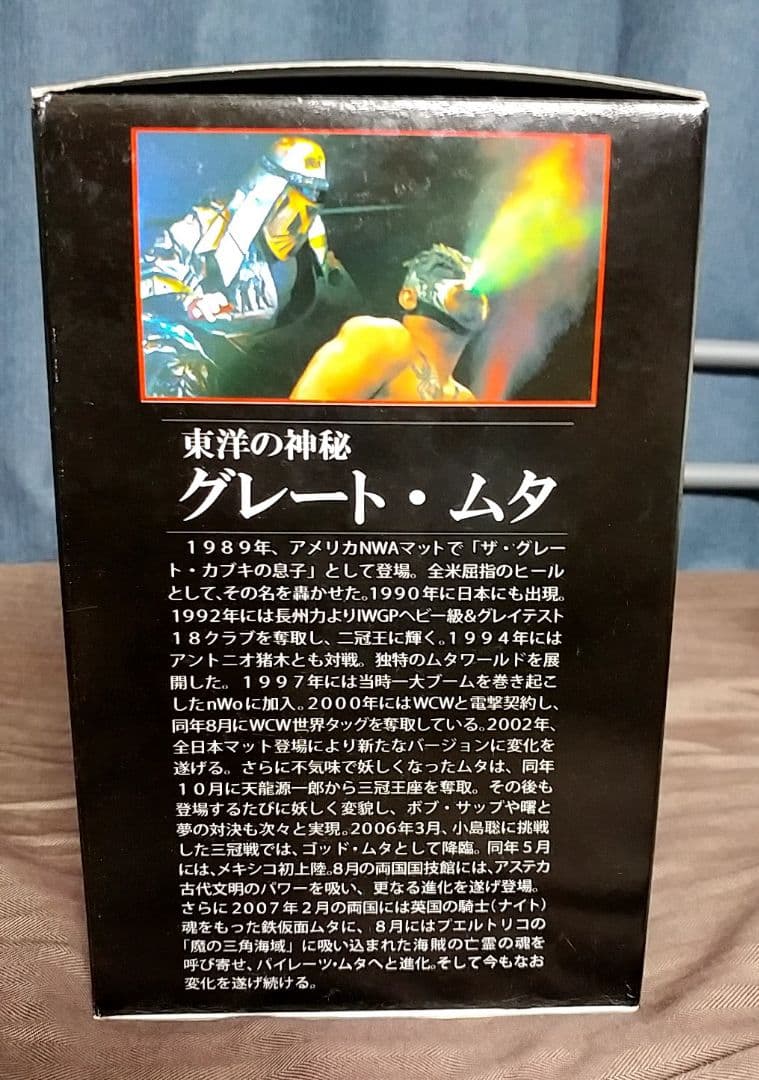 東洋の神秘
グレート・ムタ
１９８９年、アメリカNWAマットで「ザ・グレー
ト・カブキの息子」として登場。全米屈指のヒール
として､その名を轟かせた｡1990年に日本にも出現｡
1992年には長州力よりIWGPヘビー級&グレイテスト
１８クラブを奪取し、二冠王に輝く｡１９９４年には
アントニオ猪木とも対戦。独特のムタワールドを展
開した。１９９７年には当時一大ブームを巻き起こ
したnWoに加入｡２０００年にはWCWと電撃契約し、
同年8月にWCW世界タッグを奪取している｡2002年、
全日本マット登場により新たなバージョンに変化を
遂げる。さらに不気味で妖しくなったムタは、同年
１０月に天龍源一郎から三冠王座を奪取。その後も
登場するたびに妖しく変貌し、ボブ・サップや曙と
夢の対決も次々と実現｡2006年3月、小島聡に挑戦
した三冠戦では、ゴッド・ムタとして降臨。同年５月
には、メキシコ初上陸｡8月の両国国技館には、アステカ
古代文明のパワーを吸い、更なる進化を遂げ登場。
さらに２００７年２月の両国には英国の騎士(ナイト)
魂をもった鉄仮面ムタに、８月にはプエルトリコの
「魔の三角海域」に吸い込まれた海賊の亡霊の魂を
呼び寄せ、パイレーツ・ムタへと進化｡そして今もなお
変化を遂げ続ける。